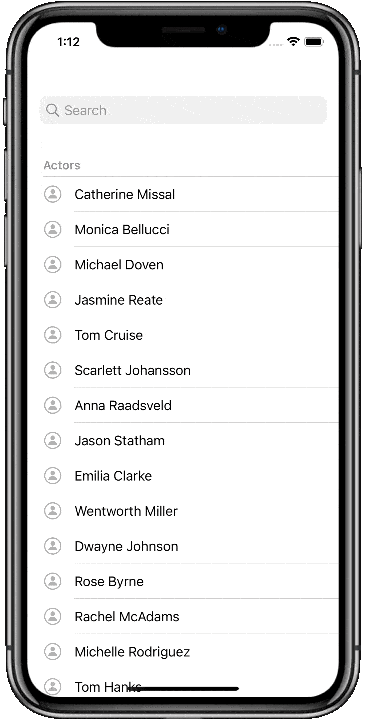 1:12
Search
Actors
Catherine Missal
Monica Bellucci
Michael Doven
Jasmine Reate
Tom Cruise
Scarlett Johansson
Anna Raadsveld
Jason Statham
Emilia Clarke
Wentworth Miller
Dwayne Johnson
Rose Byrne
Rachel McAdams
Michelle Rodriguez
Tom Hanks